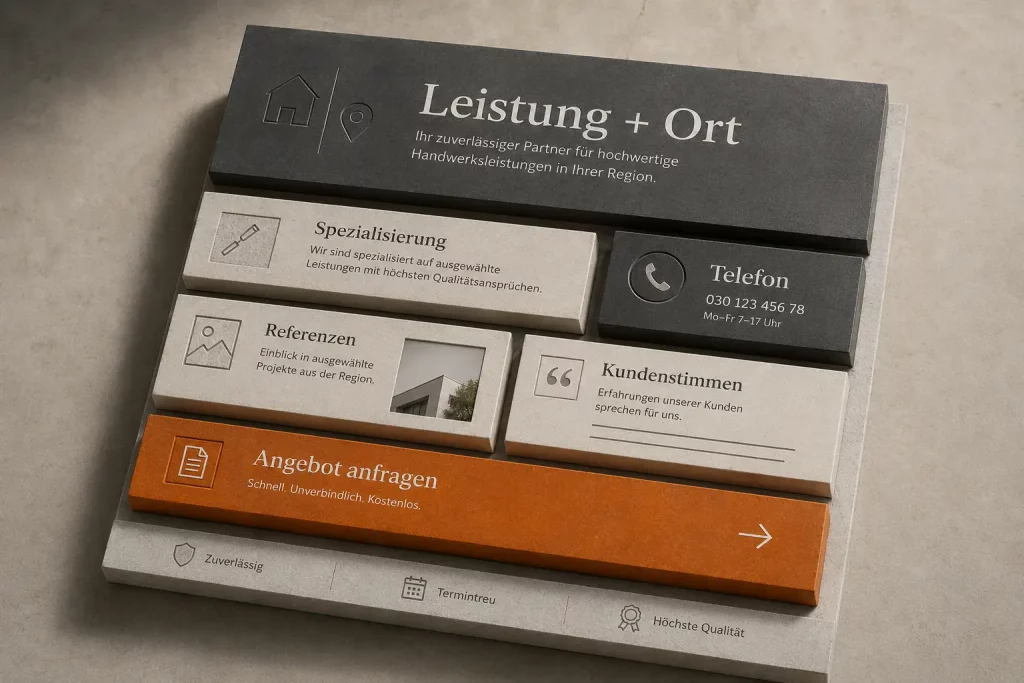 Leistung + Ort
Ihr zuverlässiger Partner für hochwertige
Handwerksleistungen in Ihrer Region.
Spezialisierung
Wir sind spezialisiert auf ausgewählte
Leistungen mit höchsten Qualitätsansprüchen.
Telefon
030 123 456 78
Mo–Fr 7–17 Uhr
Referenzen
Einblick in ausgewählte
Projekte aus der Region.
Kundenstimmen
Erfahrungen unserer Kunden
sprechen für uns.
Angebot anfragen
Schnell. Unverbindlich. Kostenlos.
Zuverlässig
Termintreu
Höchste Qualität